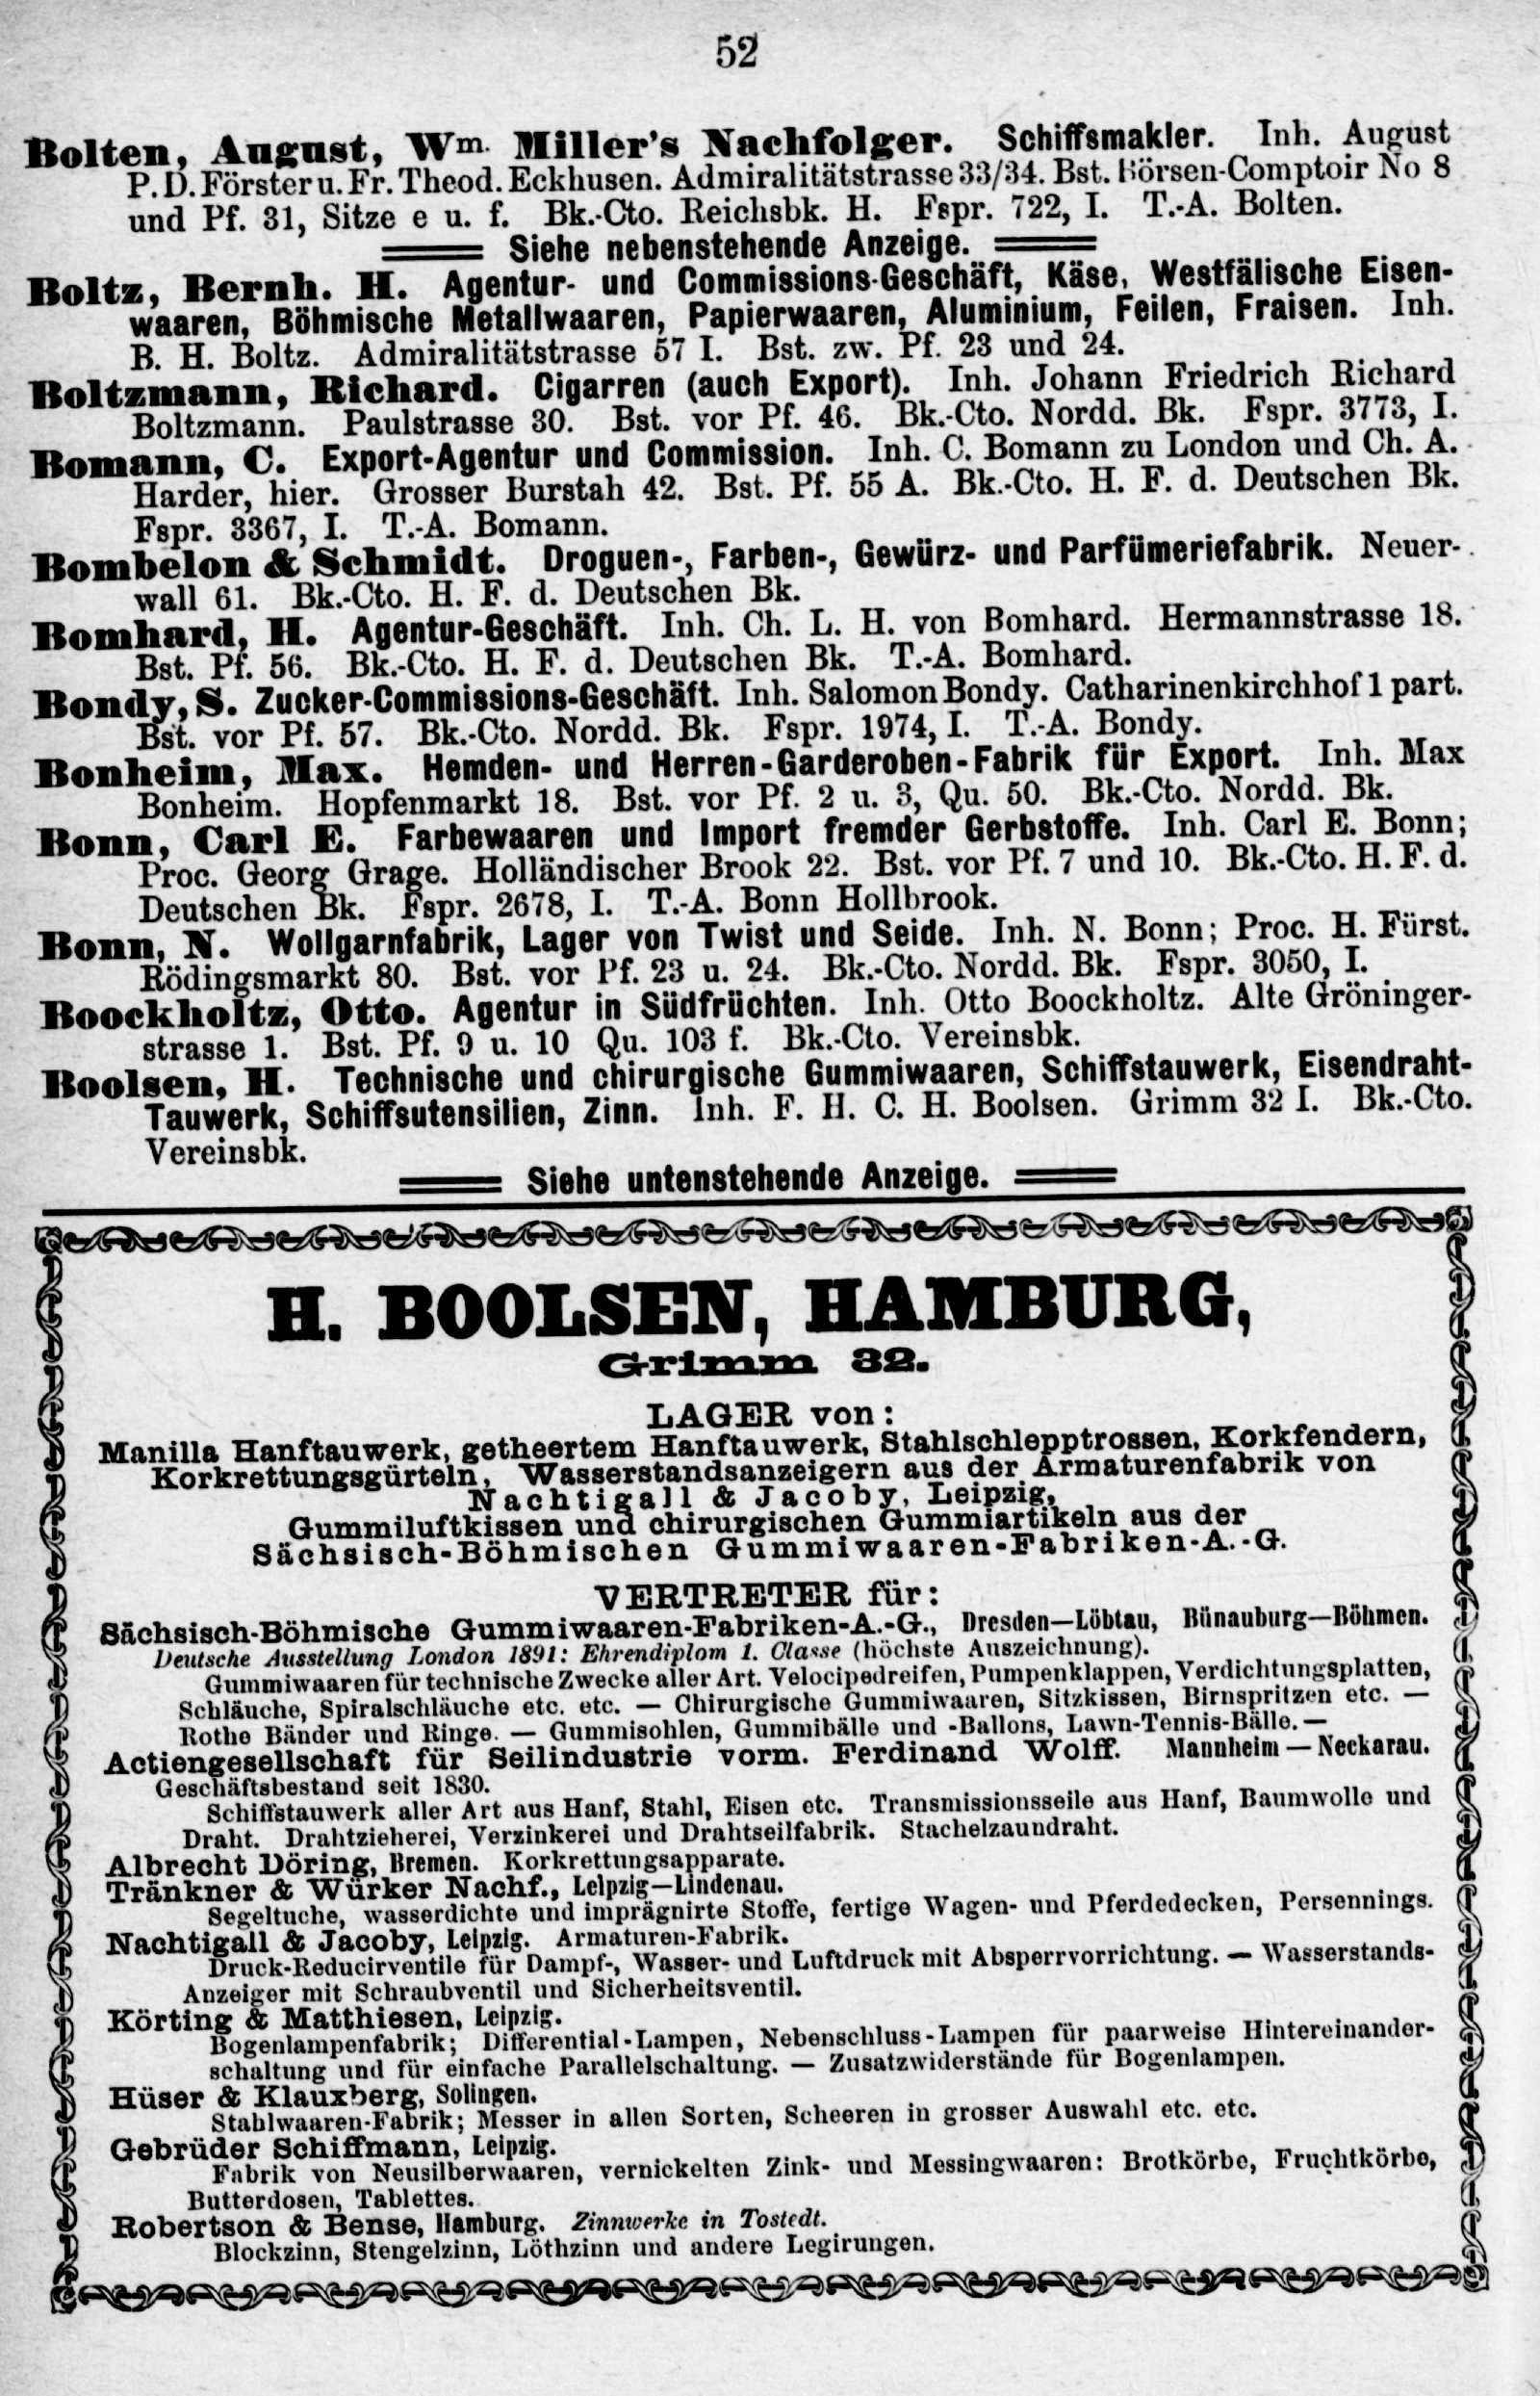 52
Bolten, August, Wm. Miller's Nachfolger. Schiffsmakler. Inh. August
P. D. Förster u. Fr. Theod. Eckhusen. Admiralitätstrasse 33/34. Bst. Börsen-Comptoir No 8
und Pf. 31, Sitze e u. f. Bk.-Cto. Reichsbk. H. Fspr. 722, I. T.-A. Bolten.
Siehe nebenstehende Anzeige.
Boltz, Bernh. H. Agentur- und Commissions-Geschäft, Käse, Westfälische Eisen-
waaren, Böhmische Metallwaaren, Papierwaaren, Aluminium, Feilen, Fraisen. Inh.
B. H. Boltz. Admiralitätstrasse 57 I. Bst. zw. Pf. 23 und 24.
Boltzmann, Richard. Cigarren (auch Export). Inh. Johann Friedrich Richard
Boltzmann. Paulstrasse 30. Bst. vor Pf. 46. Bk.-Cto. Nordd. Bk. Fspr. 3773, I.
Bomann, C. Export-Agentur und Commission. Inh. C. Bomann zu London und Ch. A.
Harder, hier. Grosser Burstah 42. Bst. Pf. 55 A. Bk.-Cto. H. F. d. Deutschen Bk.
Fspr. 3367, I. T.-A. Bomann.
Bombelon & Schmidt. Droguen-, Farben-, Gewürz- und Parfümeriefabrik. Neuer-
wall 61. Bk.-Cto. H. F. d. Deutschen Bk.
Bomhard, H. Agentur-Geschäft. Inh. Ch. L. H. von Bomhard. Hermannstrasse 18.
Bst. Pf. 56. Bk.-Cto. H. F. d. Deutschen Bk. T.-A. Bomhard.
Bondy, S. Zucker-Commissions-Geschäft. Inh. Salomon Bondy. Catharinenkirchhof 1 part.
Bst. vor Pf. 57. Bk.-Cto. Nordd. Bk. Fspr. 1974, I. T.-A. Bondy.
Bonheim, Max. Hemden- und Herren-Garderoben-Fabrik für Export. Inh. Max
Bonheim. Hopfenmarkt 18. Bst. vor Pf. 2 u. 3, Qu. 50. Bk.-Cto. Nordd. Bk.
Bonn, Carl E. Farbewaaren und Import fremder Gerbstoffe. Inh. Carl E. Bonn;
Proc. Georg Grage. Holländischer Brook 22. Bst. vor Pf. 7 und 10. Bk.-Cto. H. F. d.
Deutschen Bk. Fspr. 2678, I. T.-A. Bonn Hollbrook.
Bonn, N. Wollgarnfabrik, Lager von Twist und Seide. Inh. N. Bonn; Proc. H. Fürst.
Rödingsmarkt 80. Bst. vor Pf. 23 u. 24. Bk.-Cto. Nordd. Bk. Fspr. 3050, I.
Boockholtz, Otto. Agentur in Südfrüchten. Inh. Otto Boockholtz. Alte Gröninger-
strasse 1. Bst. Pf. 9 u. 10 Qu. 103 f. Bk.-Cto. Vereinsbk.
Boolsen, H. Technische und chirurgische Gummiwaaren, Schiffstauwerk, Eisendraht-
Tauwerk, Schiffsutensilien, Zinn. Inh. F. H. C. H. Boolsen. Grimm 32 I. Bk.-Cto.
Vereinsbk.
Siehe untenstehende Anzeige.
H. BOOLSEN, HAMBURG,
Grimm 32.
LAGER von:
Manilla Hanftauwerk, getheertem Hanftauwerk, Stahlschlepptrossen, Korkfendern,
Korkrettungsgürteln, Wasserstandsanzeigern aus der Armaturenfabrik von
Nachtigall & Jacoby, Leipzig,
Gummiluftkissen und chirurgischen Gummiartikeln aus der
Sächsisch-Böhmischen Gummiwaaren-Fabriken-A.-G.
VERTRETER für:
Sächsisch-Böhmische Gummiwaaren-Fabriken-A.-G., Dresden—Löbtau, Bünauburg—Böhmen.
Deutsche Ausstellung London 1891: Ehrendiplom 1. Classe (höchste Auszeichnung).
Gummiwaaren für technische Zwecke aller Art. Velocipedreifen, Pumpenklappen, Verdichtungsplatten,
Schläuche, Spiralschläuche etc. etc. — Chirurgische Gummiwaaren, Sitzkissen, Birnspritzen etc. —
Rothe Bänder und Ringe. — Gummisohlen, Gummibälle und -Ballons, Lawn-Tennis-Bälle. —
Actiengesellschaft für Seilindustrie vorm. Ferdinand Wolff. Mannheim — Neckarau.
Geschäftsbestand seit 1830.
Schiffstauwerk aller Art aus Hanf, Stahl, Eisen etc. Transmissionsseile aus Hanf, Baumwolle und
Draht. Drahtzieherei, Verzinkerei und Drahtseilfabrik. Stachelzaundraht.
Albrecht Döring, Bremen. Korkrettungsapparate.
Tränkner & Würker Nachf., Leipzig—Lindenau.
Segeltuche, wasserdichte und imprägnirte Stoffe, fertige Wagen- und Pferdedecken, Persennings.
Nachtigall & Jacoby, Leipzig. Armaturen-Fabrik.
Druck-Reducirventile für Dampf-, Wasser- und Luftdruck mit Absperrvorrichtung. — Wasserstands-
Anzeiger mit Schraubventil und Sicherheitsventil.
Körting & Matthiesen, Leipzig.
Bogenlampenfabrik; Differential-Lampen, Nebenschluss-Lampen für paarweise Hintereinander-
schaltung und für einfache Parallelschaltung. — Zusatzwiderstände für Bogenlampen.
Hüser & Klauxberg, Solingen.
Stahlwaaren-Fabrik; Messer in allen Sorten, Scheeren in grosser Auswahl etc. etc.
Gebrüder Schiffmann, Leipzig.
Fabrik von Neusilberwaaren, vernickelten Zink- und Messingwaaren: Brotkörbe, Fruchtkörbe,
Butterdosen, Tablettes.
Robertson & Bense, Hamburg. Zinnwerke in Tostedt.
Blockzinn, Stengelzinn, Löthzinn und andere Legirungen.